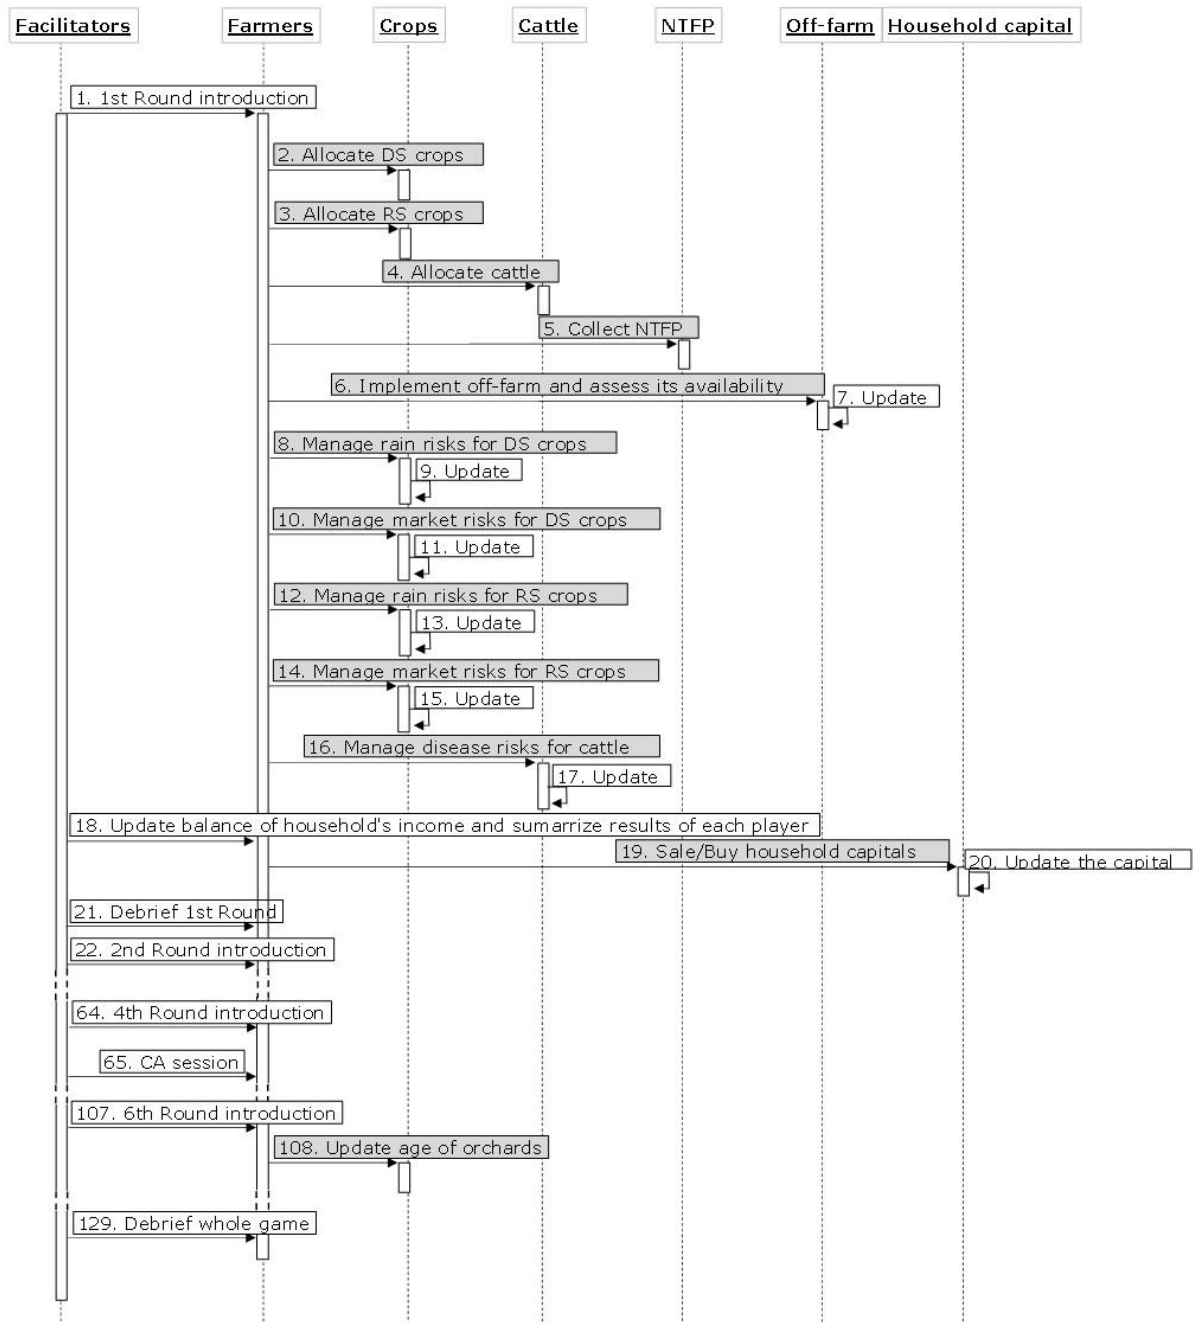 Facilitators
Farmers
Crops
Cattle
NTFP
Off-farm
Household capital
1. 1st Round introduction
2. Allocate DS crops
3. Allocate RS crops
4. Allocate cattle
5. Collect NTFP
6. Implement off-farm and assess its availability
7. Update
8. Manage rain risks for DS crops
9. Update
10. Manage market risks for DS crops
11. Update
12. Manage rain risks for RS crops
13. Update
14. Manage market risks for RS crops
15. Update
16. Manage disease risks for cattle
17. Update
18. Update balance of household's income and sumarrize results of each player
19. Sale/Buy household capitals
20. Update the capital
21. Debrief 1st Round
22. 2nd Round introduction
64. 4th Round introduction
65. CA session
107. 6th Round introduction
108. Update age of orchards
129. Debrief whole game